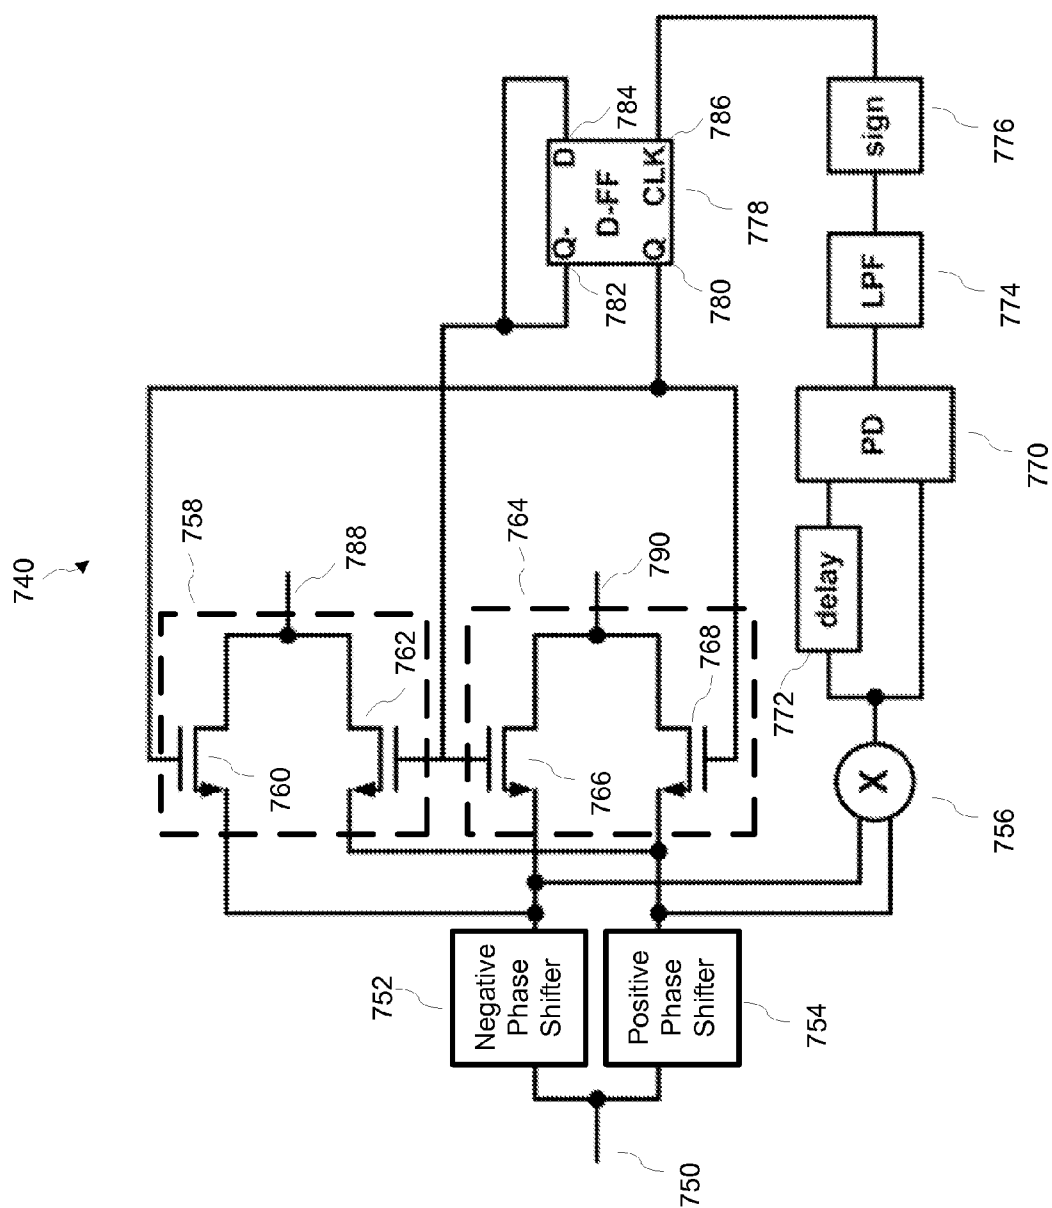 740
758
788
762
760
764
790
768
766
D
784
Q-
782
D-FF
CLK
786
Q
780
778
sign
776
LPF
774
PD
770
delay
772
X
756
Negative
Phase
Shifter
752
Positive
Phase
Shifter
754
750